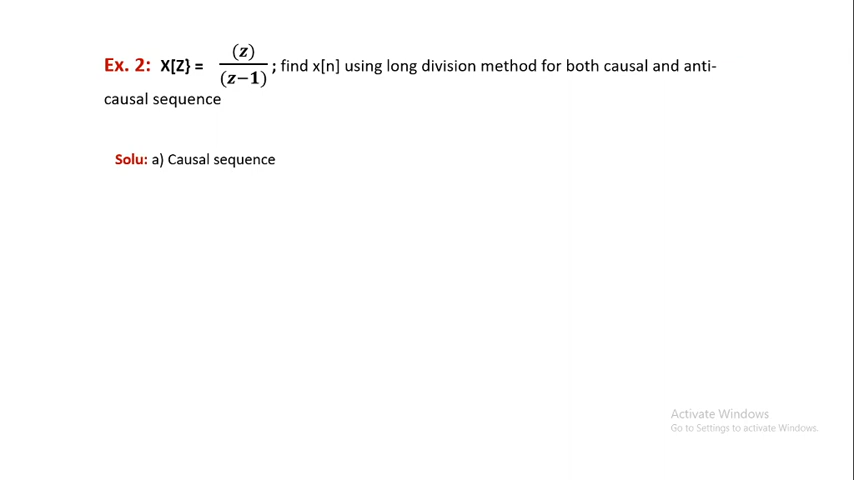 Ex. 2: X[Z} = (z)/(z−1) ; find x[n] using long division method for both causal and anti-
causal sequence
Solu: a) Causal sequence
Activate Windows
Go to Settings to activate Windows.